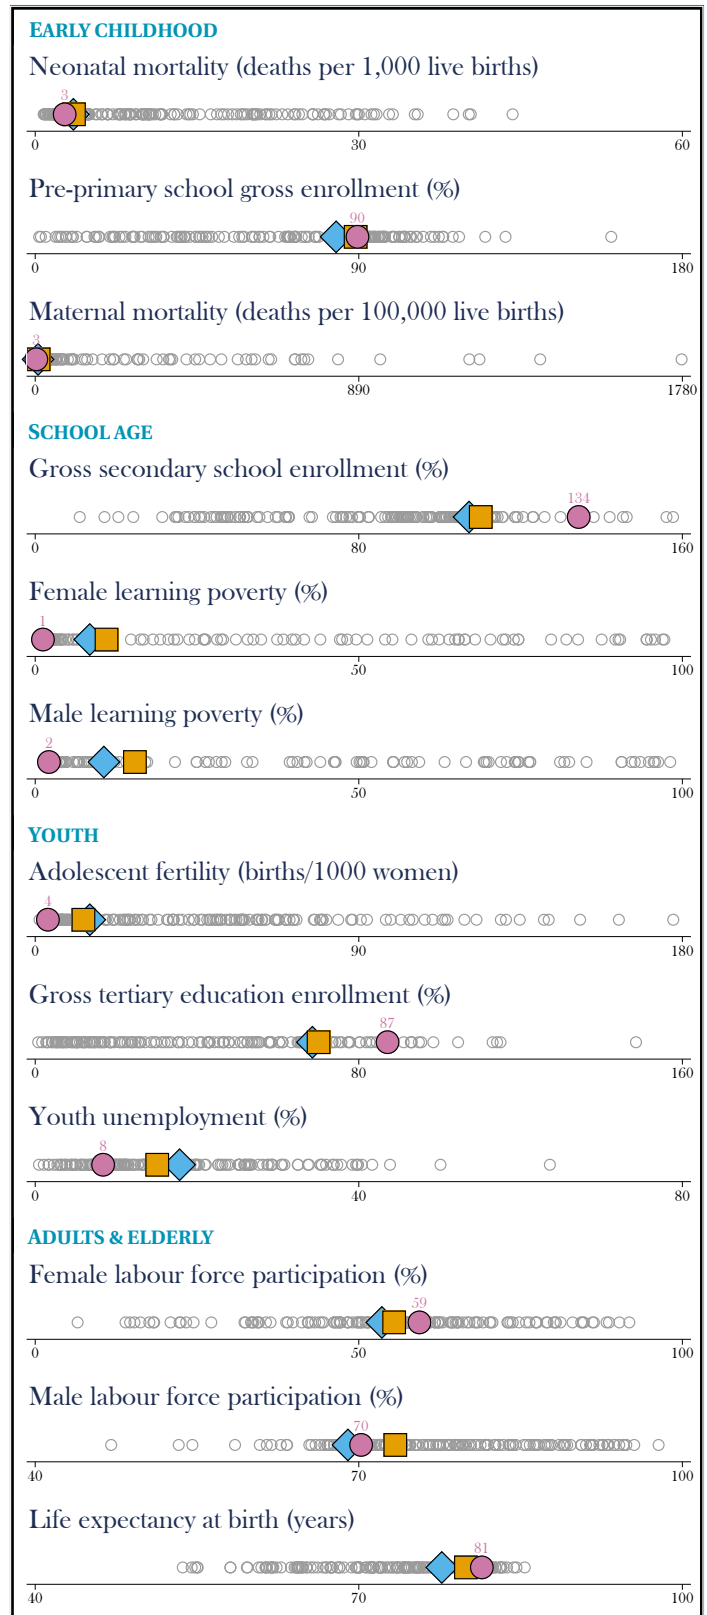 EARLY CHILDHOOD
Neonatal mortality (deaths per 1,000 live births)
3
0 30 60
Pre-primary school gross enrollment (%)
90
0 90 180
Maternal mortality (deaths per 100,000 live births)
3
0 890 1780
SCHOOL AGE
Gross secondary school enrollment (%)
134
0 80 160
Female learning poverty (%)
1
0 50 100
Male learning poverty (%)
2
0 50 100
YOUTH
Adolescent fertility (births/1000 women)
4
0 90 180
Gross tertiary education enrollment (%)
87
0 80 160
Youth unemployment (%)
8
0 40 80
ADULTS & ELDERLY
Female labour force participation (%)
59
0 50 100
Male labour force participation (%)
70
40 70 100
Life expectancy at birth (years)
81
40 70 100